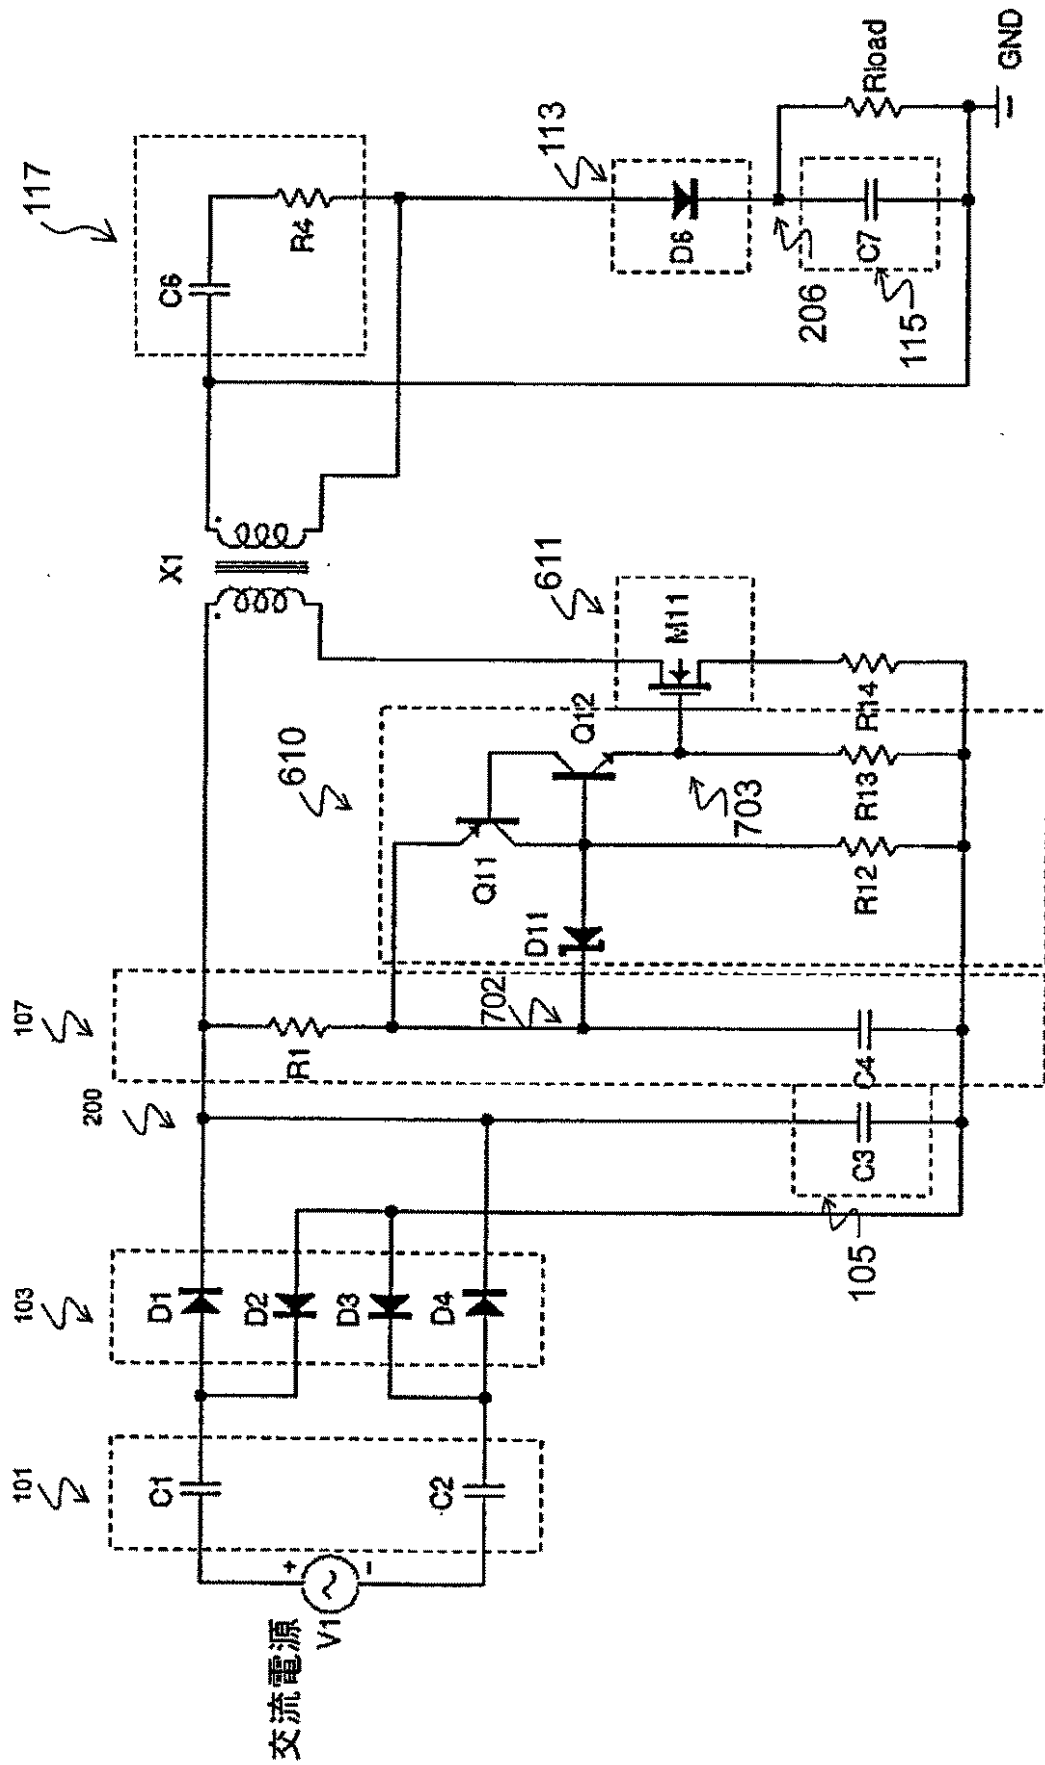 交流電源
V1
+
−
101
C1
C2
103
D1
D2
D3
D4
105
C3
200
107
R1
C4
702
610
D11
Q11
Q12
R12
R13
703
611
M11
R14
X1
117
C6
R4
113
D6
206
115
C7
Rload
GND